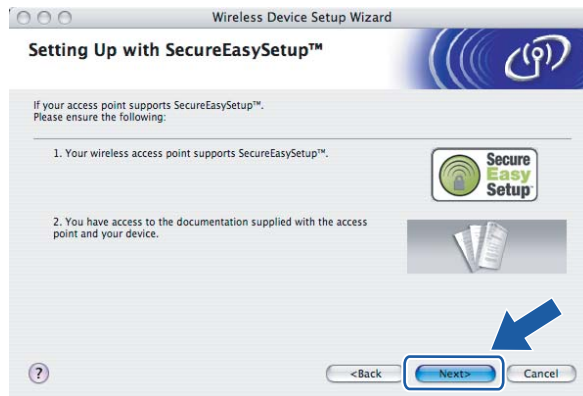 Wireless Device Setup Wizard
Setting Up with SecureEasySetup™
If your access point supports SecureEasySetup™.
Please ensure the following:
1. Your wireless access point supports SecureEasySetup™.
Secure
Easy
Setup
2. You have access to the documentation supplied with the access
point and your device.
?
<Back
Next>
Cancel